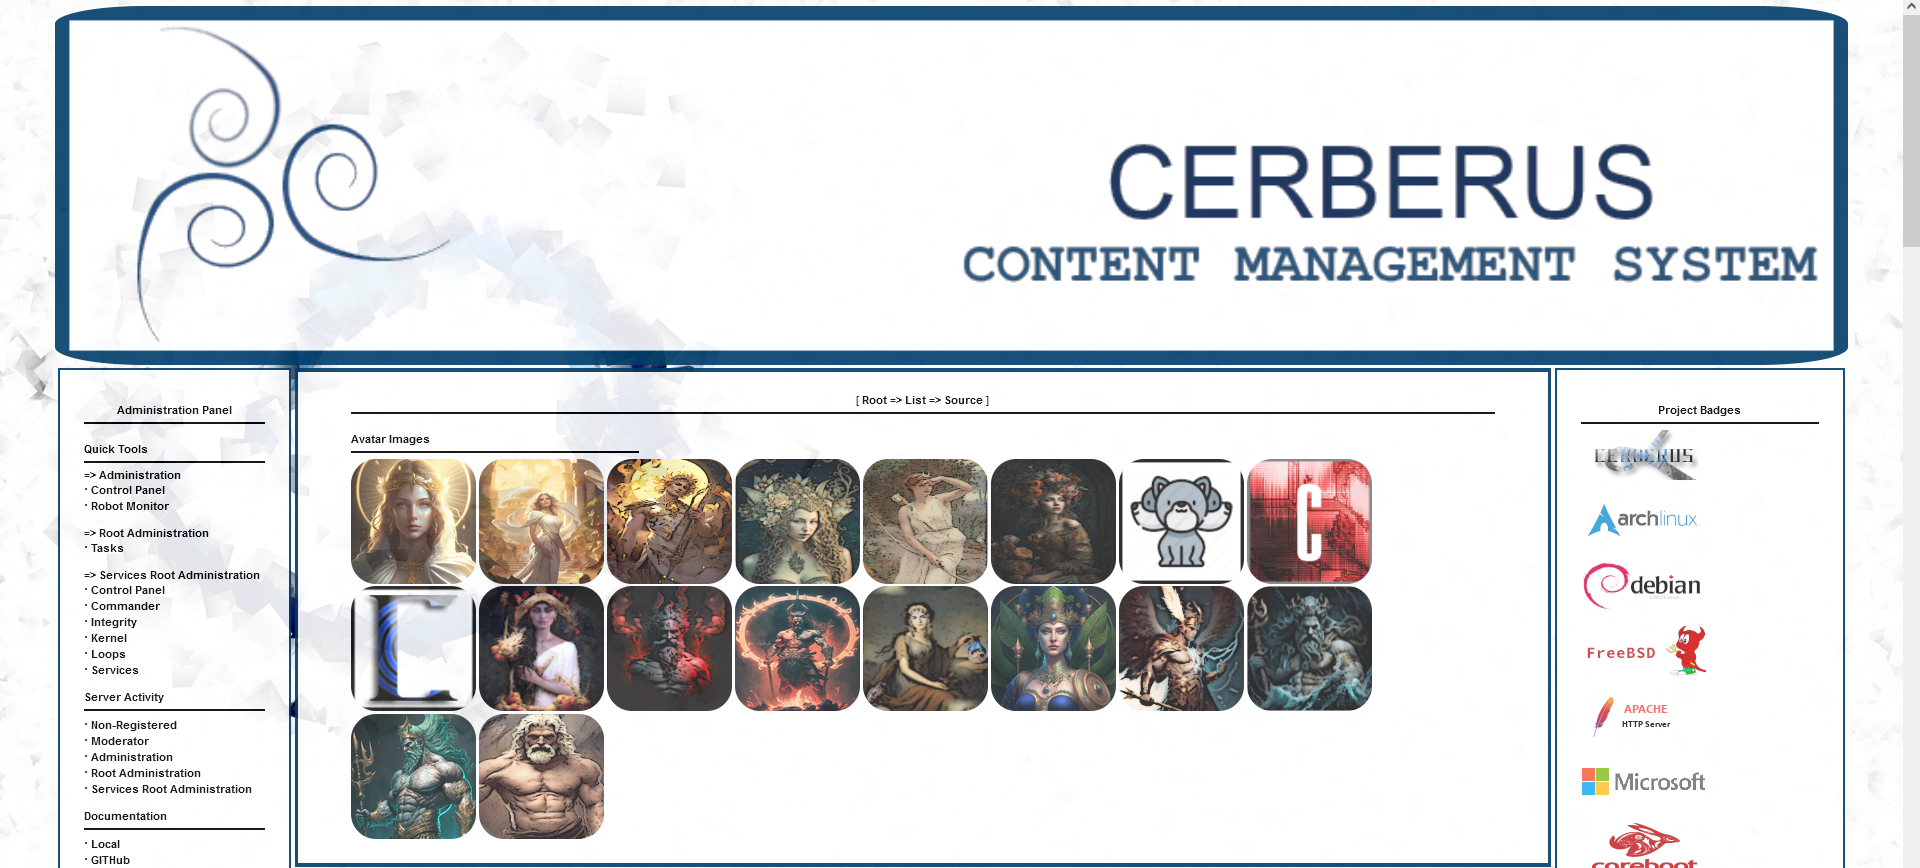 CERBERUS
CONTENT MANAGEMENT SYSTEM
Administration Panel
Quick Tools
=> Administration
· Control Panel
· Robot Monitor
=> Root Administration
· Tasks
=> Services Root Administration
· Control Panel
· Commander
· Integrity
· Kernel
· Loops
· Services
Server Activity
· Non-Registered
· Moderator
· Administration
· Root Administration
· Services Root Administration
Documentation
· Local
· GITHub
[ Root => List => Source ]
Avatar Images
C
C
Project Badges
CERBERUS
archlinux
debian
FreeBSD
APACHE
HTTP Server
Microsoft
coreboot